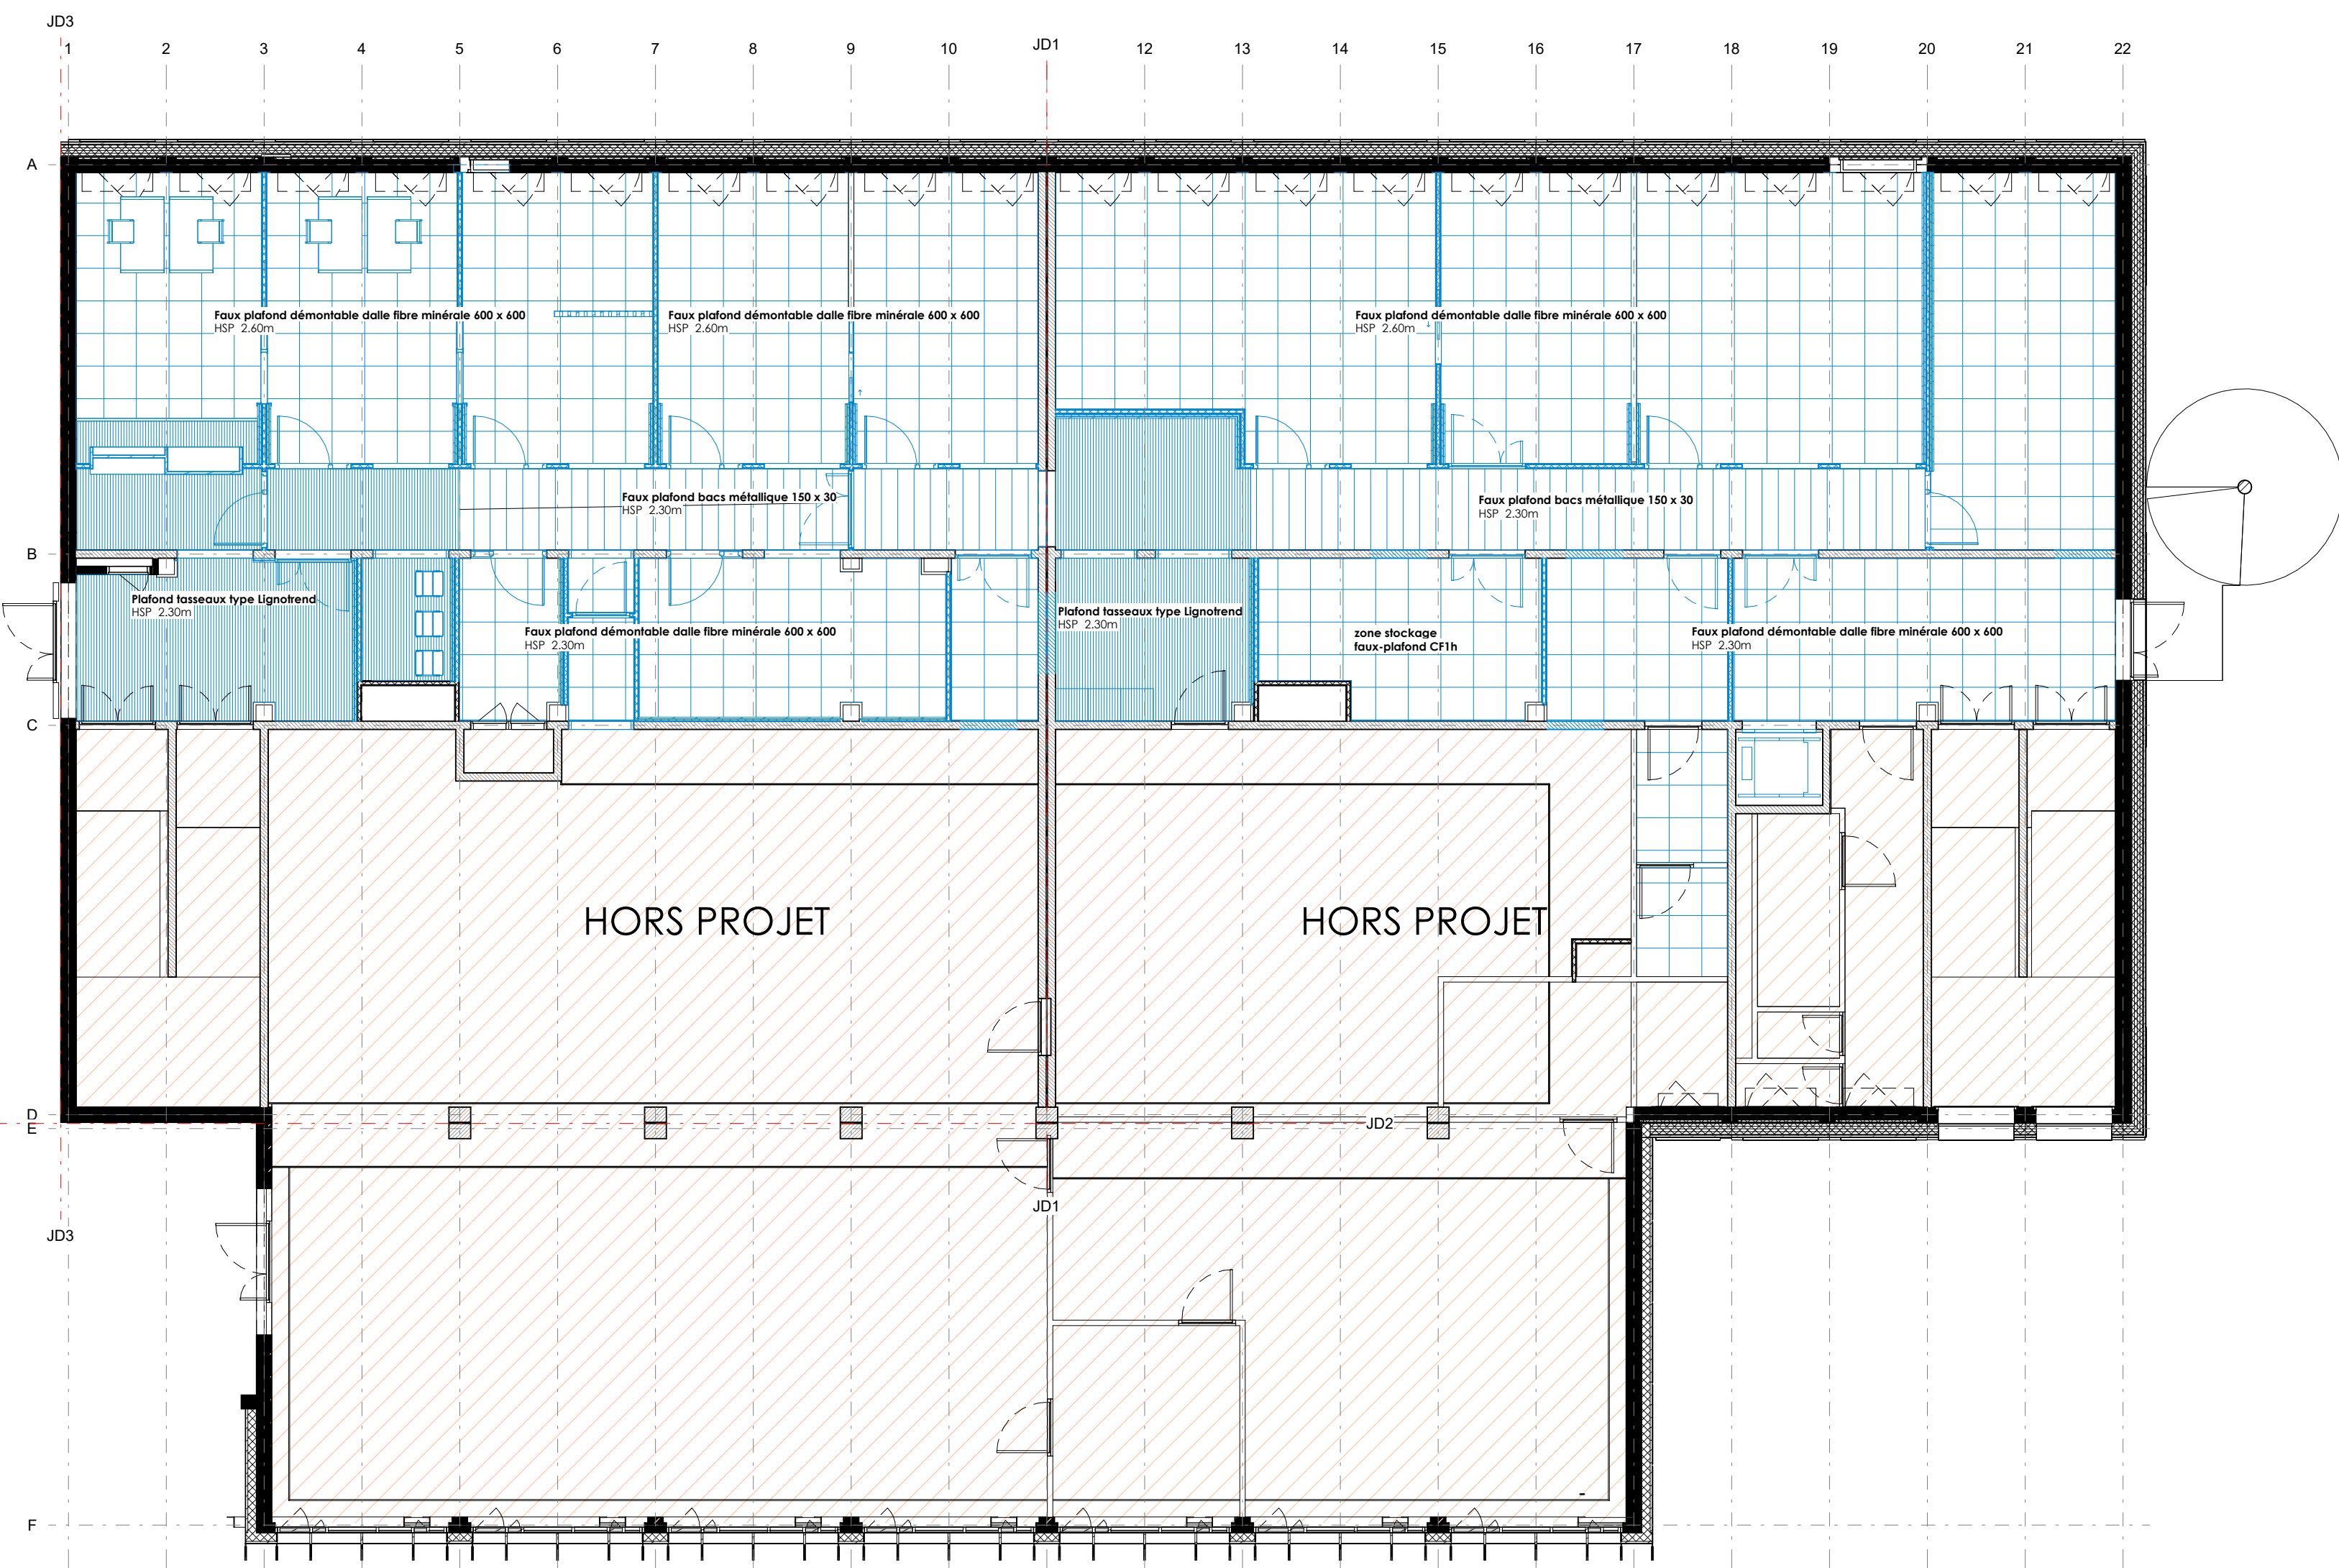 JD3
1 2 3 4 5 6 7 8 9 10 JD1 12 13 14 15 16 17 18 19 20 21 22
A
Faux plafond démontable dalle fibre minérale 600 x 600
HSP 2.60m
Faux plafond démontable dalle fibre minérale 600 x 600
HSP 2.60m
Faux plafond démontable dalle fibre minérale 600 x 600
HSP 2.60m
Faux plafond bacs métallique 150 x 30
HSP 2.30m
Faux plafond bacs métallique 150 x 30
HSP 2.30m
B
Plafond tasseaux type Lignotrend
HSP 2.30m
Plafond tasseaux type Lignotrend
HSP 2.30m
Faux plafond démontable dalle fibre minérale 600 x 600
HSP 2.30m
zone stockage
faux-plafond CF1h
Faux plafond démontable dalle fibre minérale 600 x 600
HSP 2.30m
C
HORS PROJET
HORS PROJET
D
E
JD2
JD1
JD3
F